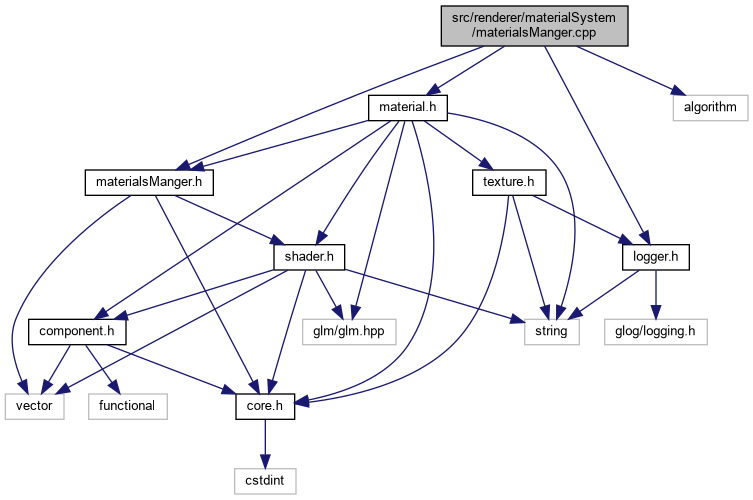 src/renderer/materialSystem
/materialsManger.cpp
material.h
algorithm
materialsManger.h
texture.h
shader.h
logger.h
component.h
glm/glm.hpp
string
glog/logging.h
vector
functional
core.h
cstdint